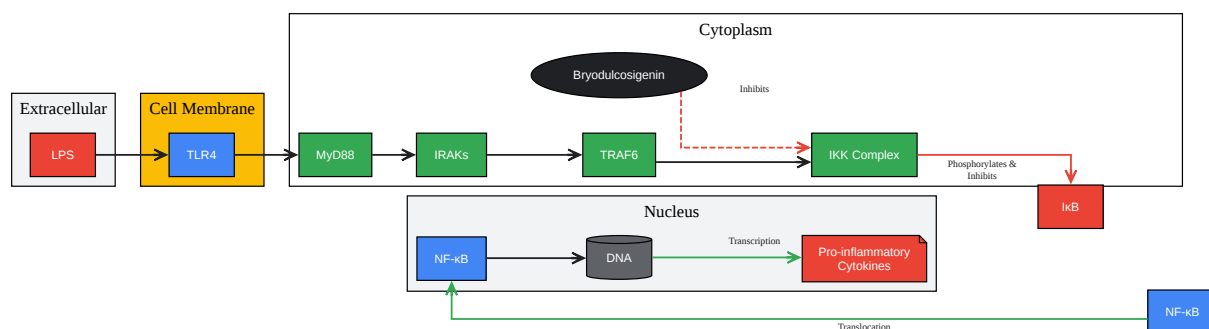 Cytoplasm
Bryodulcosigenin
Inhibits
Extracellular
Cell Membrane
LPS
TLR4
MyD88
IRAKs
TRAF6
IKK Complex
Phosphorylates &
Inhibits
IκB
Nucleus
NF-κB
DNA
Transcription
Pro-inflammatory
Cytokines
NF-κB
Translocation